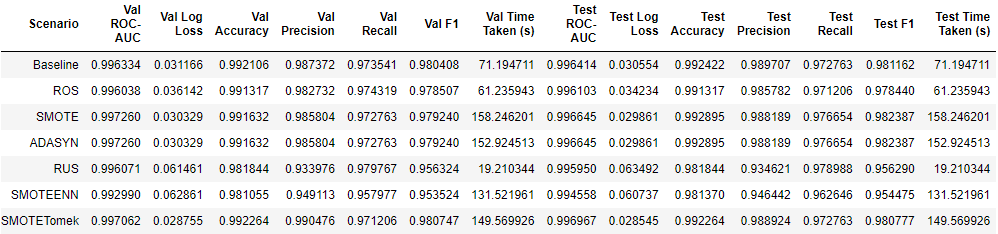 Scenario Val ROC-AUC Val Log Loss Val Accuracy Val Precision Val Recall Val F1 Val Time Taken (s) Test ROC-AUC Test Log Loss Test Accuracy Test Precision Test Recall Test F1 Test Time Taken (s)
Baseline 0.996334 0.031166 0.992106 0.987372 0.973541 0.980408 71.194711 0.996414 0.030554 0.992422 0.989707 0.972763 0.981162 71.194711
ROS 0.996038 0.036142 0.991317 0.982732 0.974319 0.978507 61.235943 0.996103 0.034234 0.991317 0.985782 0.971206 0.978440 61.235943
SMOTE 0.997260 0.030329 0.991632 0.985804 0.972763 0.979240 158.246201 0.996645 0.029861 0.992895 0.988189 0.976654 0.982387 158.246201
ADASYN 0.997260 0.030329 0.991632 0.985804 0.972763 0.979240 152.924513 0.996645 0.029861 0.992895 0.988189 0.976654 0.982387 152.924513
RUS 0.996071 0.061461 0.981844 0.933976 0.979767 0.956324 19.210344 0.995950 0.063492 0.981844 0.934621 0.978988 0.956290 19.210344
SMOTEENN 0.992990 0.062861 0.981055 0.949113 0.957977 0.953524 131.521961 0.994558 0.060737 0.981370 0.946442 0.962646 0.954475 131.521961
SMOTETomek 0.997062 0.028755 0.992264 0.990476 0.971206 0.980747 149.569926 0.996967 0.028545 0.992264 0.988924 0.972763 0.980777 149.569926